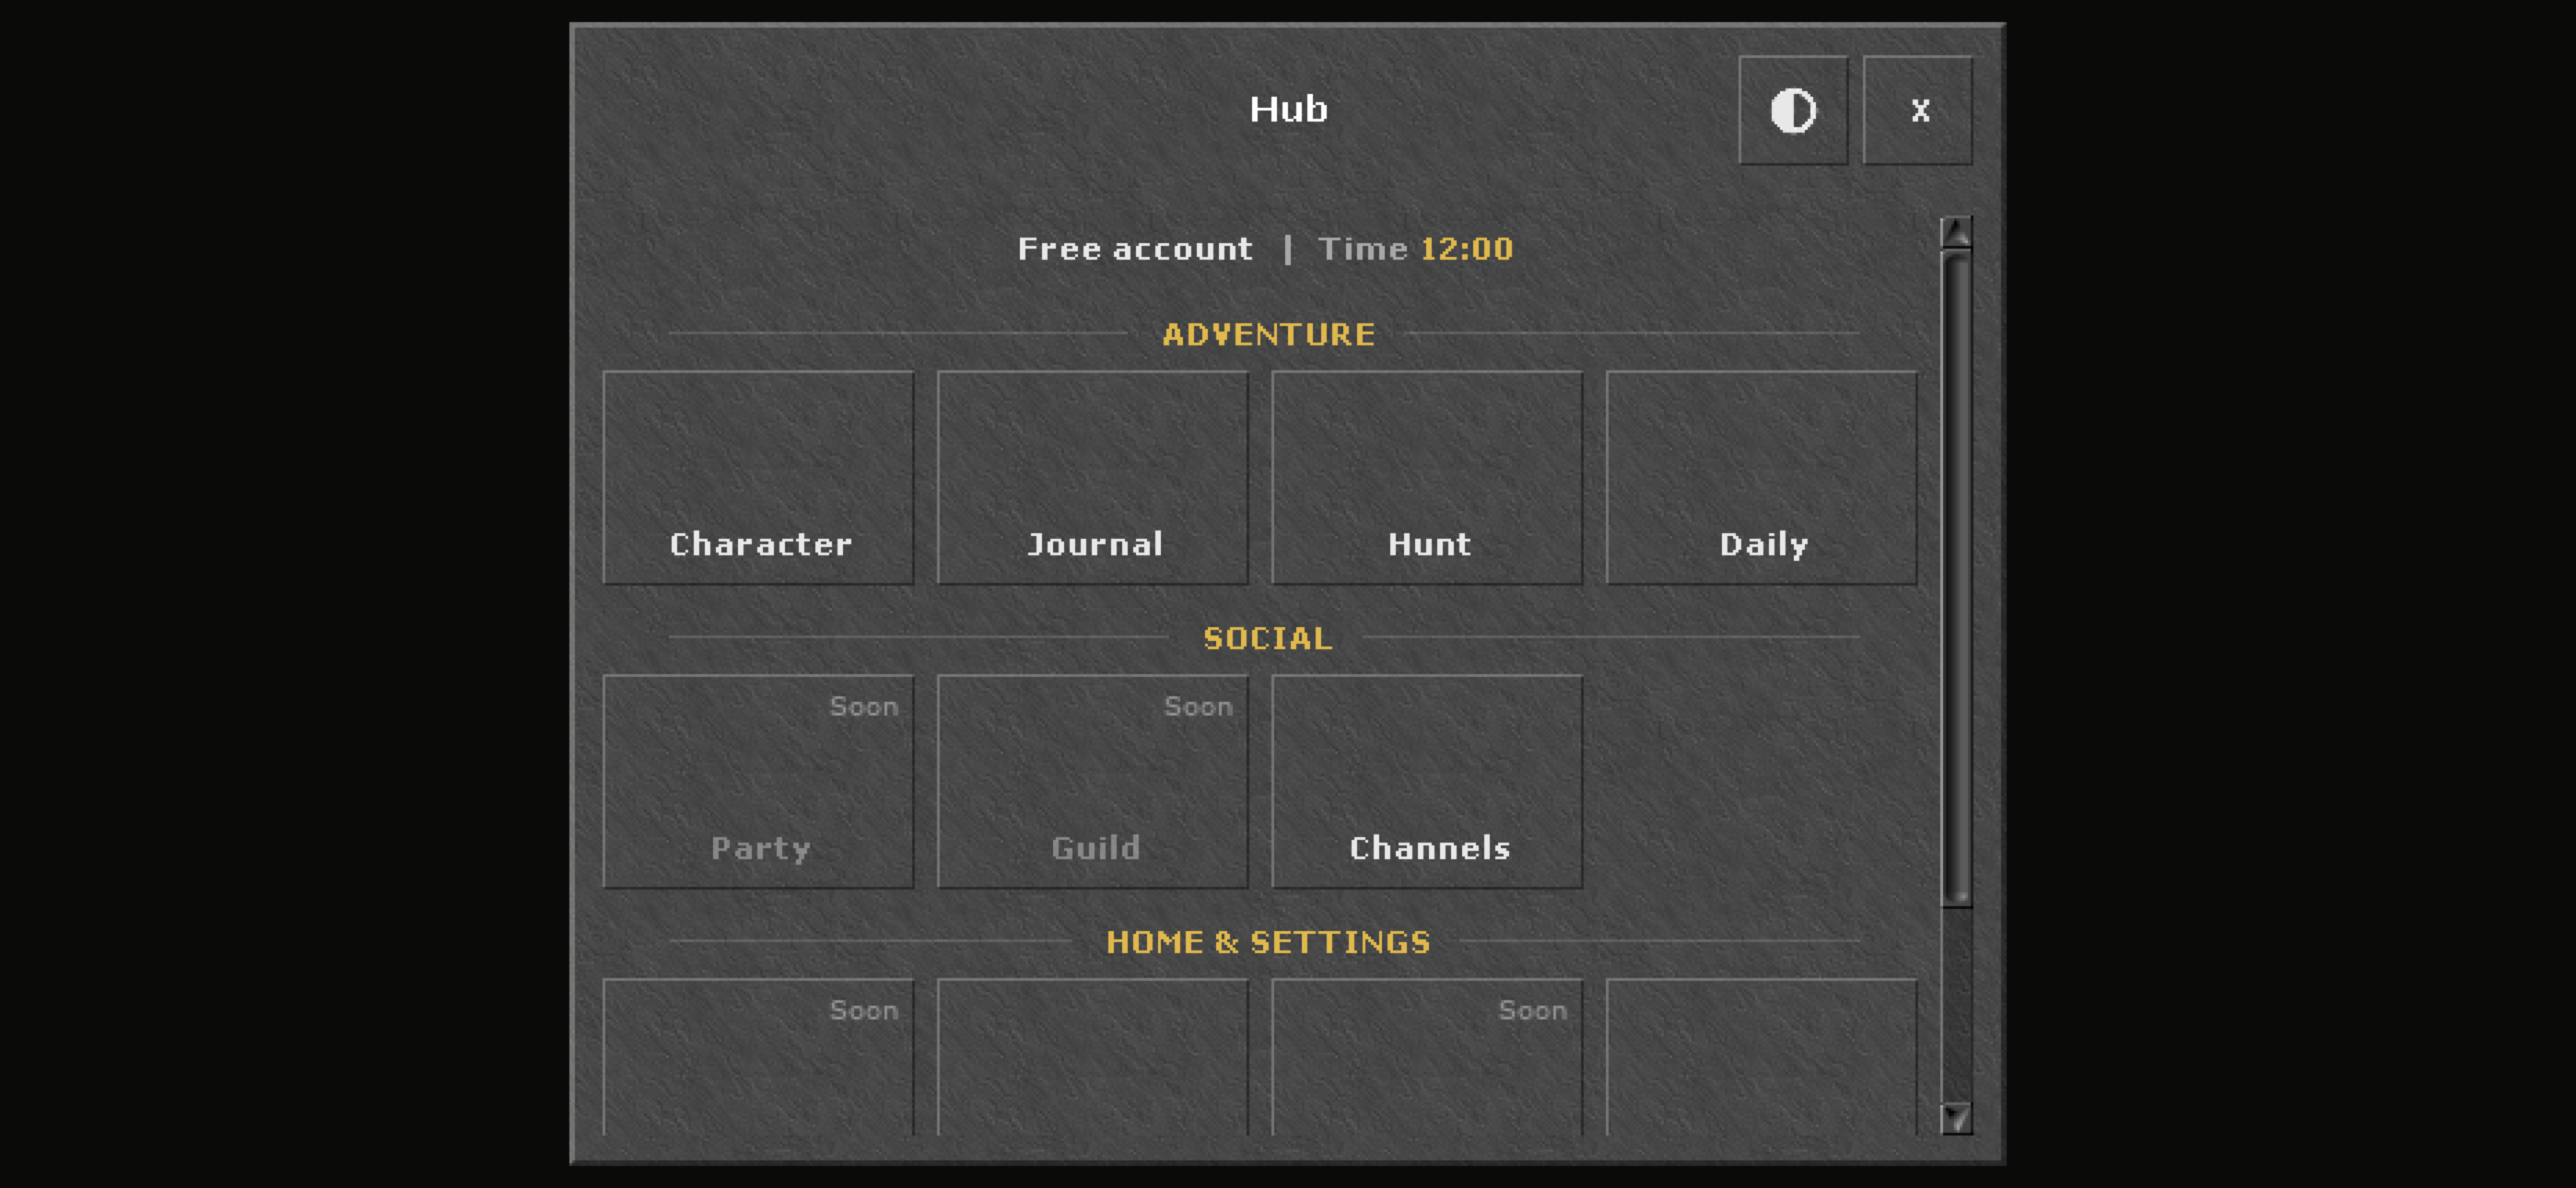 Hub
x
Free account | Time 12:00
ADVENTURE
Character Journal Hunt Daily
SOCIAL
Soon Soon
Party Guild Channels
HOME & SETTINGS
Soon Soon